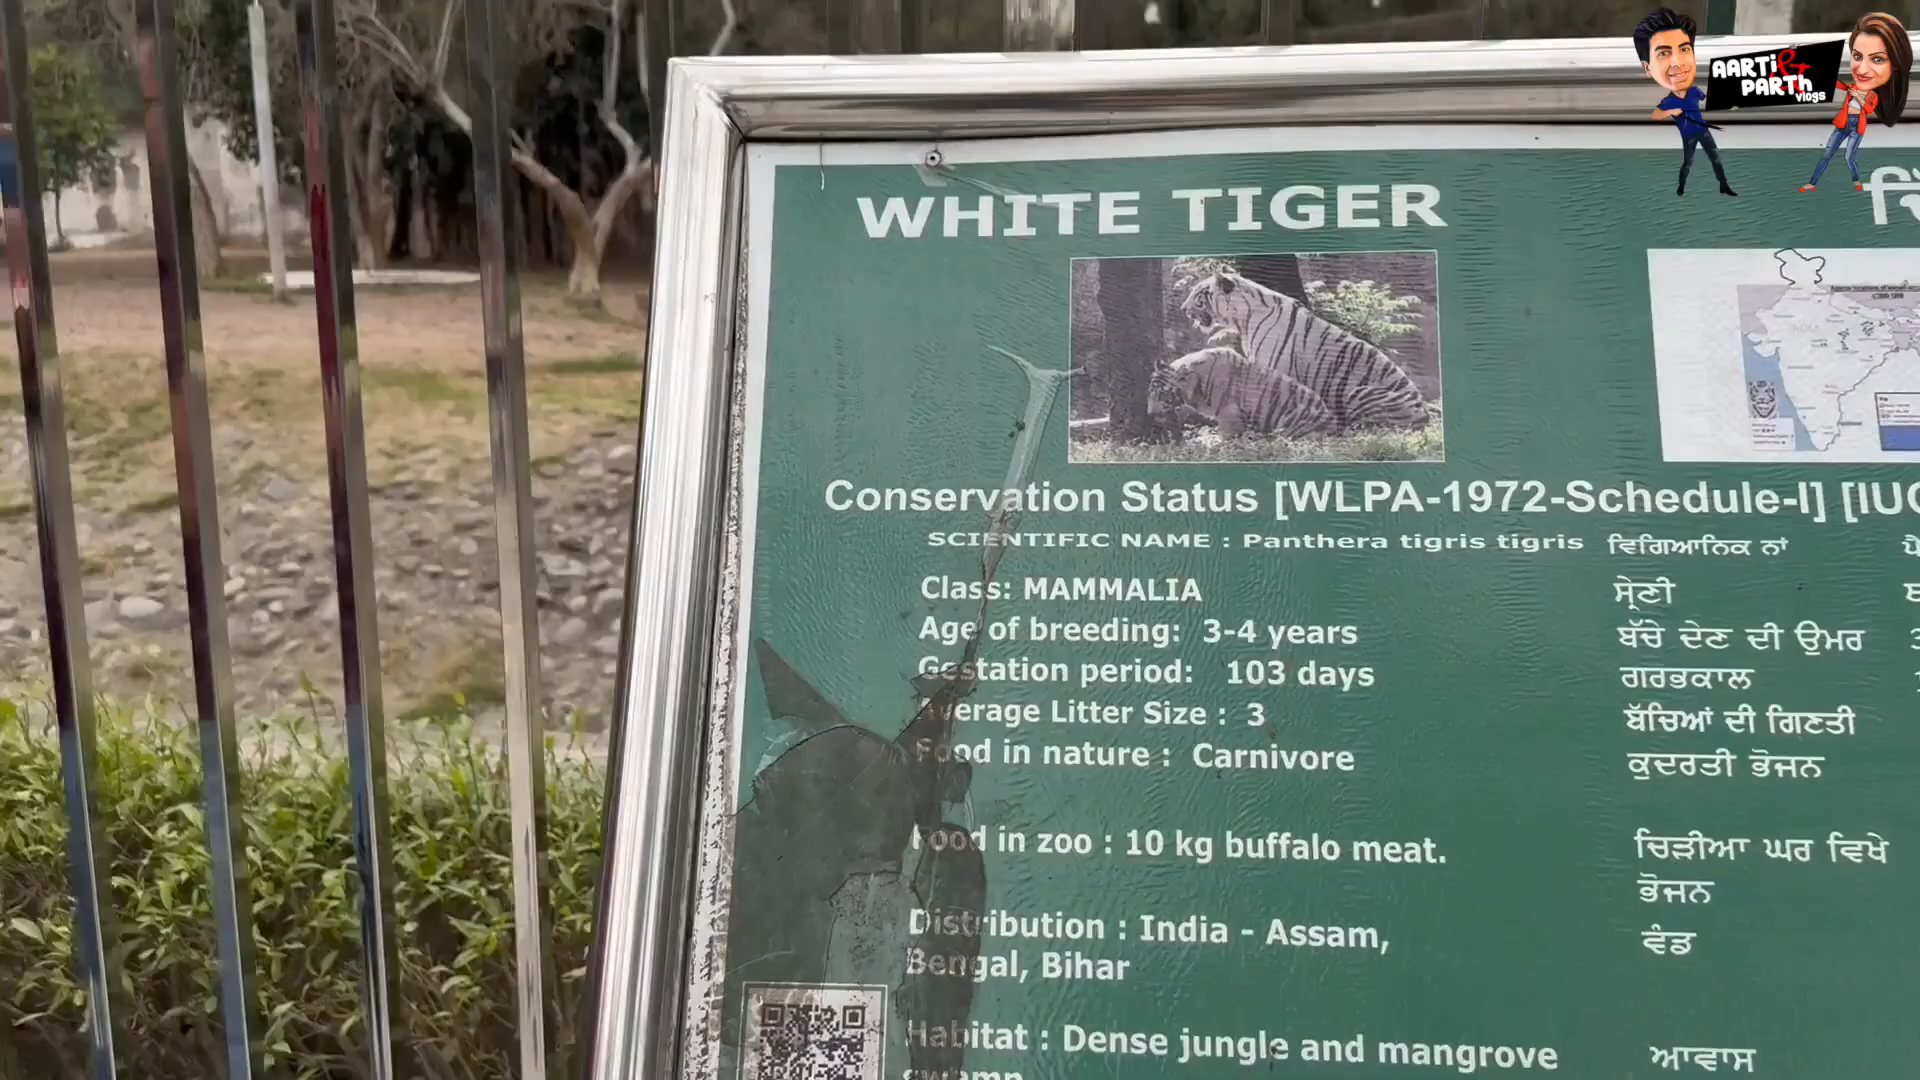 AARTi & PARTh vlogs
WHITE TIGER
Conservation Status [WLPA-1972-Schedule-I] [IUC
SCIENTIFIC NAME : Panthera tigris tigris ਵਿਗਿਆਨਿਕ ਨਾਂ
Class: MAMMALIA ਸ਼੍ਰੇਣੀ
Age of breeding: 3-4 years ਬੱਚੇ ਦੇਣ ਦੀ ਉਮਰ
Gestation period: 103 days ਗਰਭਕਾਲ
Average Litter Size : 3 ਬੱਚਿਆਂ ਦੀ ਗਿਣਤੀ
Food in nature : Carnivore ਕੁਦਰਤੀ ਭੋਜਨ
Food in zoo : 10 kg buffalo meat. ਚਿੜੀਆ ਘਰ ਵਿਖੇ
ਭੋਜਨ
Distribution : India - Assam, ਵੰਡ
Bengal, Bihar
Habitat : Dense jungle and mangrove ਆਵਾਸ